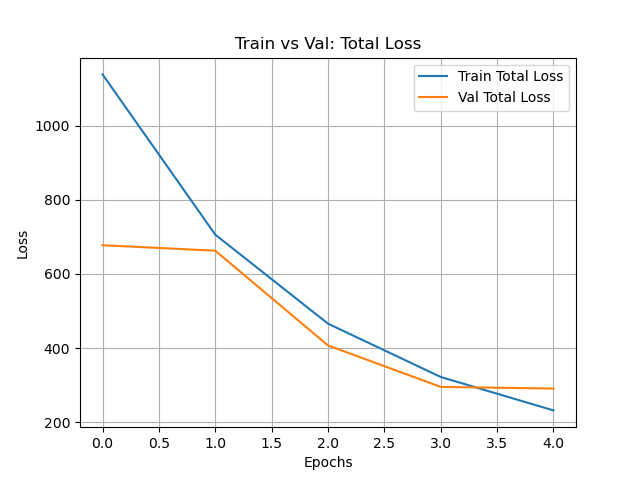 Train vs Val: Total Loss
Train Total Loss
Val Total Loss
1000
800
600
400
200
Loss
0.0 0.5 1.0 1.5 2.0 2.5 3.0 3.5 4.0
Epochs